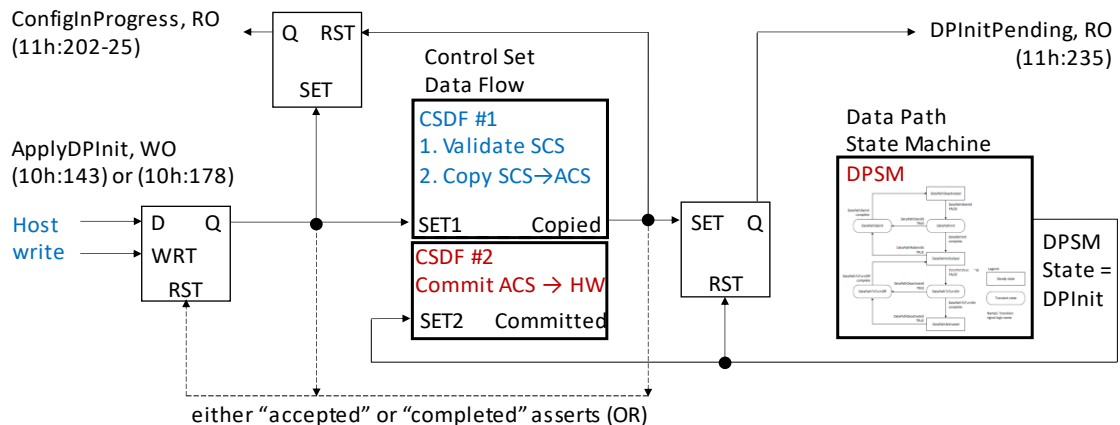 ConfigInProgress, RO
(11h:202-25)
Q RST
SET
Control Set
Data Flow
DPInitPending, RO
(11h:235)
CSDF #1
1. Validate SCS
2. Copy SCS→ACS
SET1 Copied
ApplyDPInit, WO
(10h:143) or (10h:178)
Host
write
D Q
WRT
RST
CSDF #2
Commit ACS → HW
SET2 Committed
SET Q
RST
Data Path
State Machine
DPSM
DPSM
State =
DPInit
either “accepted” or “completed” asserts (OR)